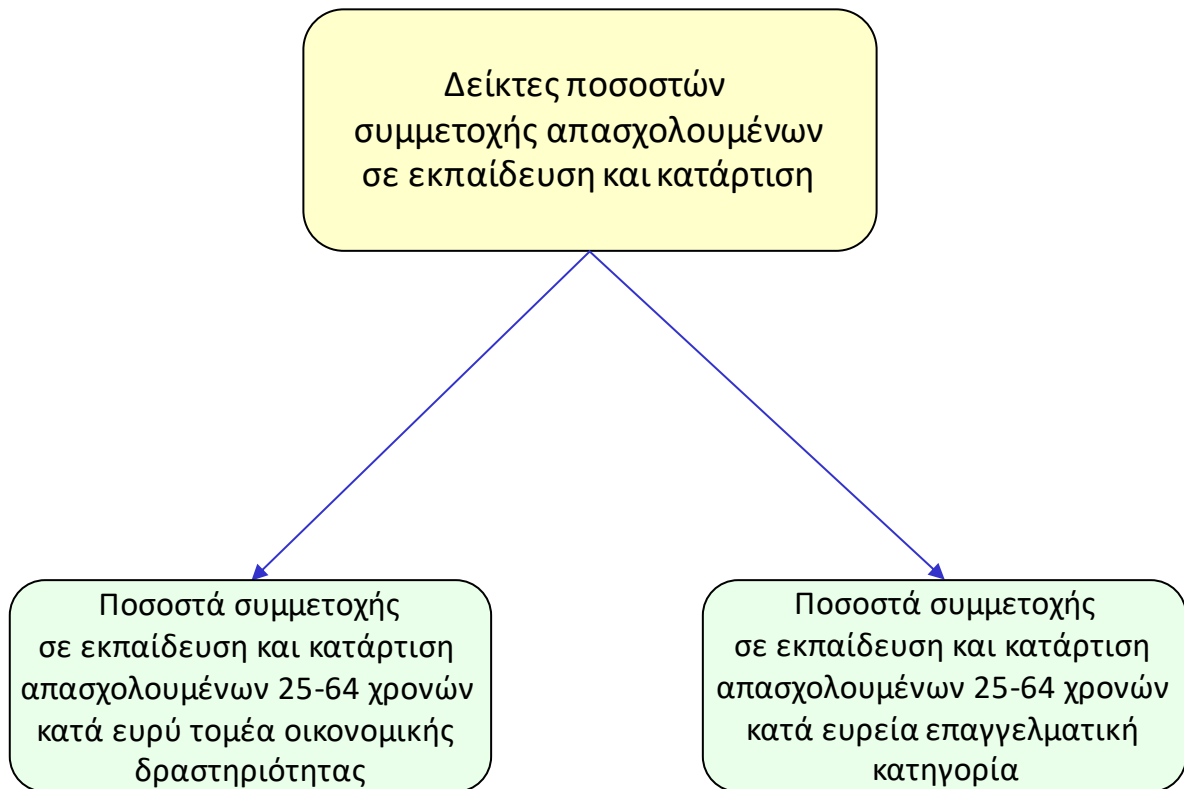 Δείκτες ποσοστών
συμμετοχής απασχολουμένων
σε εκπαίδευση και κατάρτιση
Ποσοστά συμμετοχής
σε εκπαίδευση και κατάρτιση
απασχολουμένων 25-64 χρονών
κατά ευρύ τομέα οικονομικής
δραστηριότητας
Ποσοστά συμμετοχής
σε εκπαίδευση και κατάρτιση
απασχολουμένων 25-64 χρονών
κατά ευρεία επαγγελματική
κατηγορία